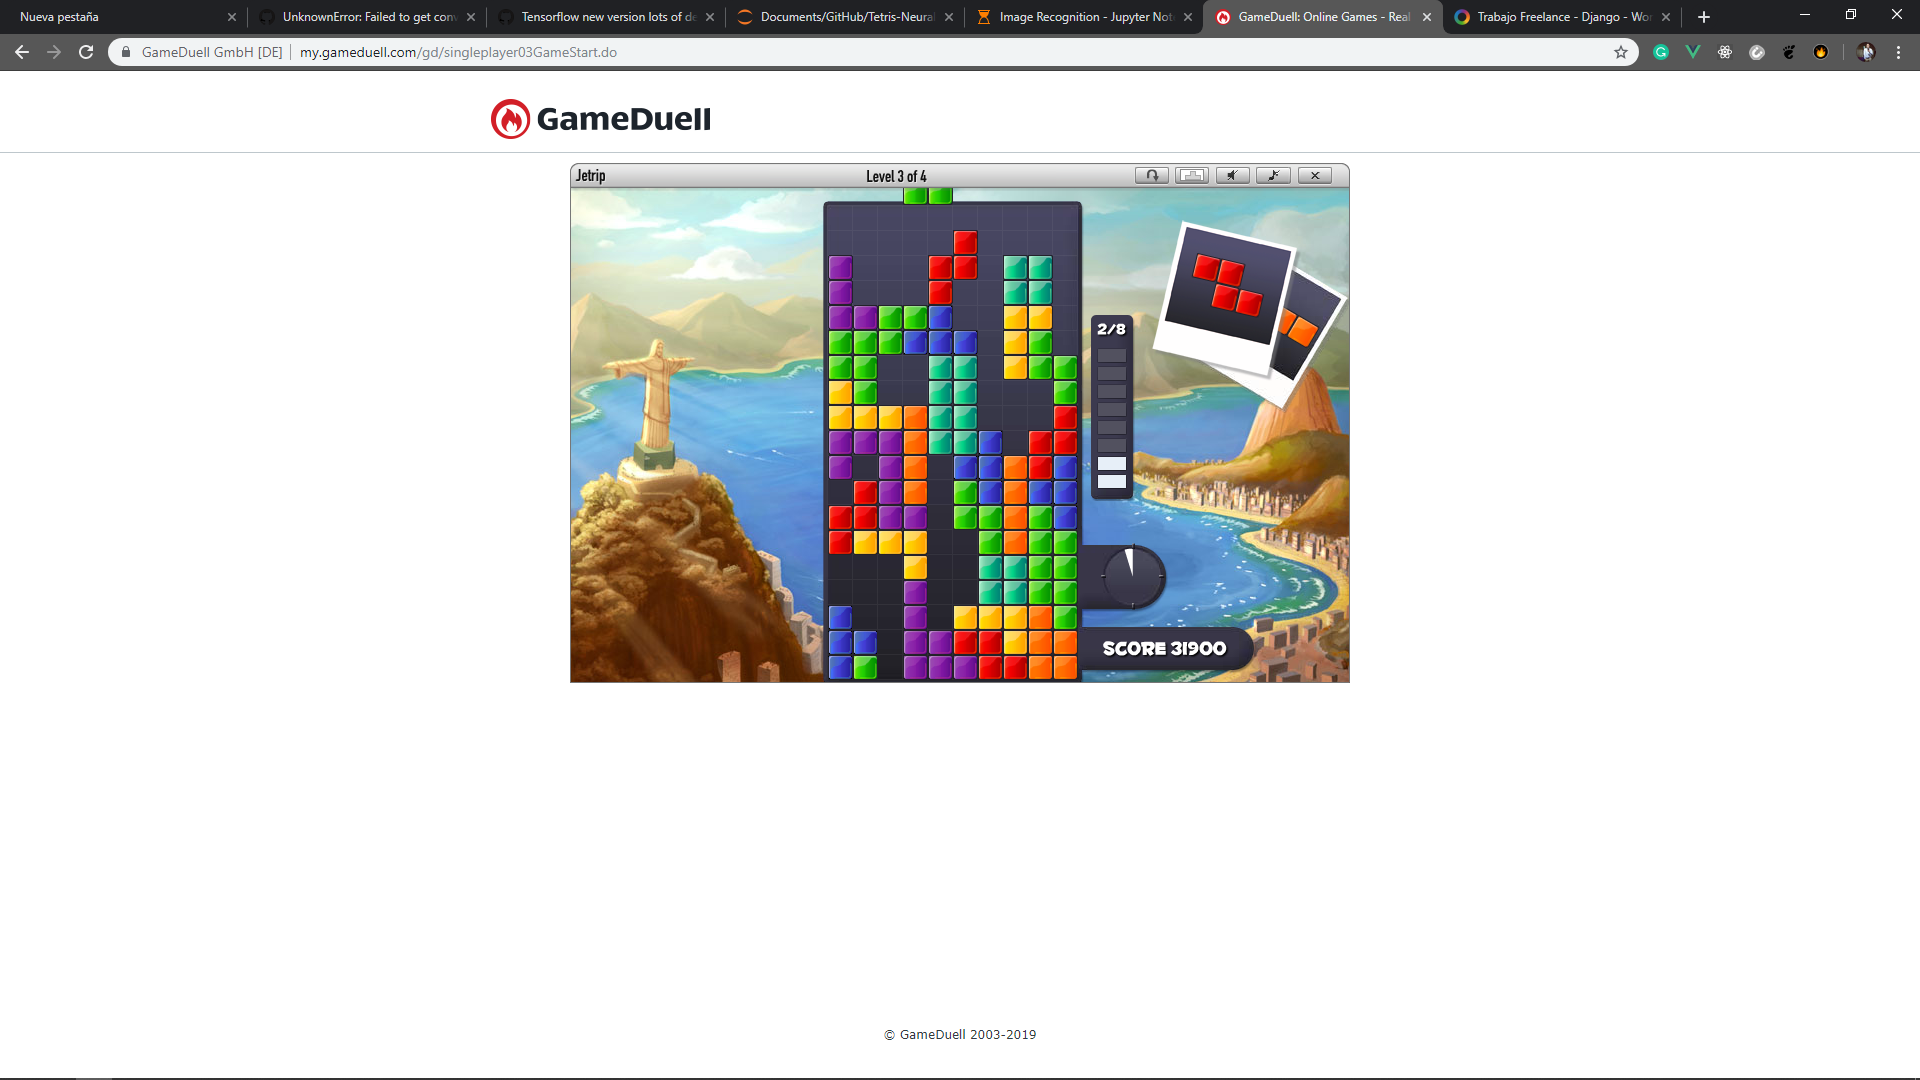 Nueva pestaña
UnknownError: Failed to get con
Tensorflow new version lots of de
Documents/GitHub/Tetris-Neura
Image Recognition - Jupyter Not
GameDuell: Online Games - Real
Trabajo Freelance - Django - Wo
GameDuell GmbH [DE]
my.gameduell.com/gd/singleplayer03GameStart.do
GameDuell
Jetrip
Level 3 of 4
2/8
SCORE 31900
© GameDuell 2003-2019